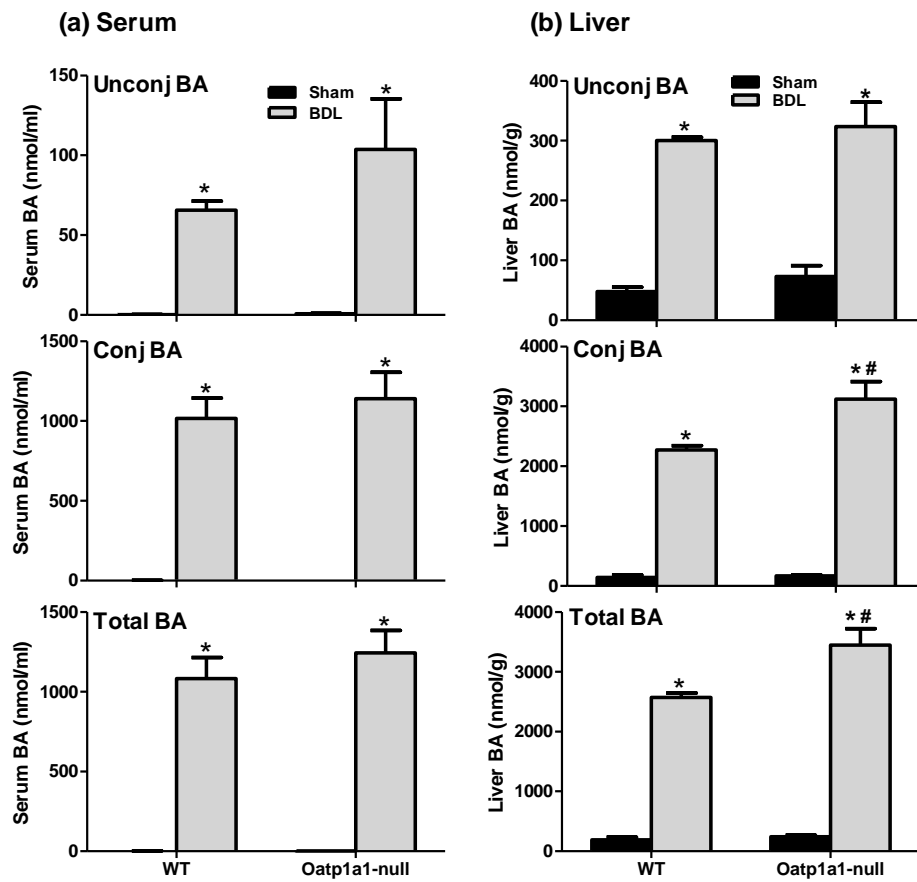 (a) Serum
Unconj BA
Sham
BDL
Serum BA (nmol/ml)
150
100
50
0
*
*
Conj BA
Serum BA (nmol/ml)
1500
1000
500
0
*
*
Total BA
Serum BA (nmol/ml)
1500
1000
500
0
*
*
WT
Oatp1a1-null
(b) Liver
Unconj BA
Sham
BDL
Liver BA (nmol/g)
400
300
200
100
0
*
*
Conj BA
Liver BA (nmol/g)
4000
3000
2000
1000
0
*
* #
Total BA
Liver BA (nmol/g)
4000
3000
2000
1000
0
*
* #
WT
Oatp1a1-null